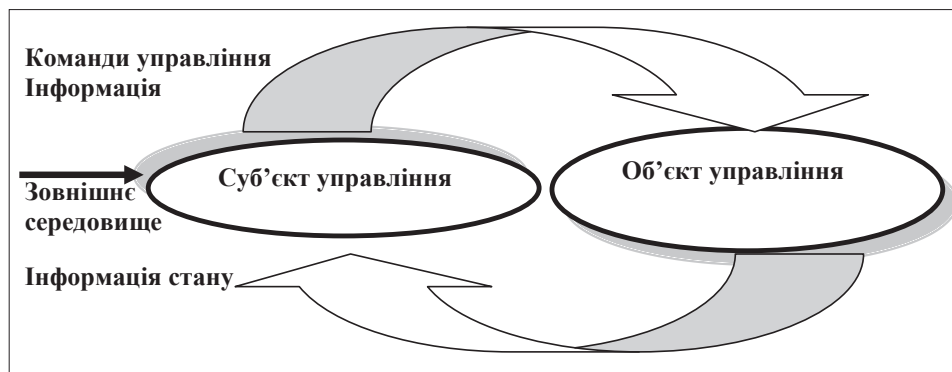 Команди управління
Інформація
Суб’єкт управління
Об’єкт управління
Зовнішнє
середовище
Інформація стану